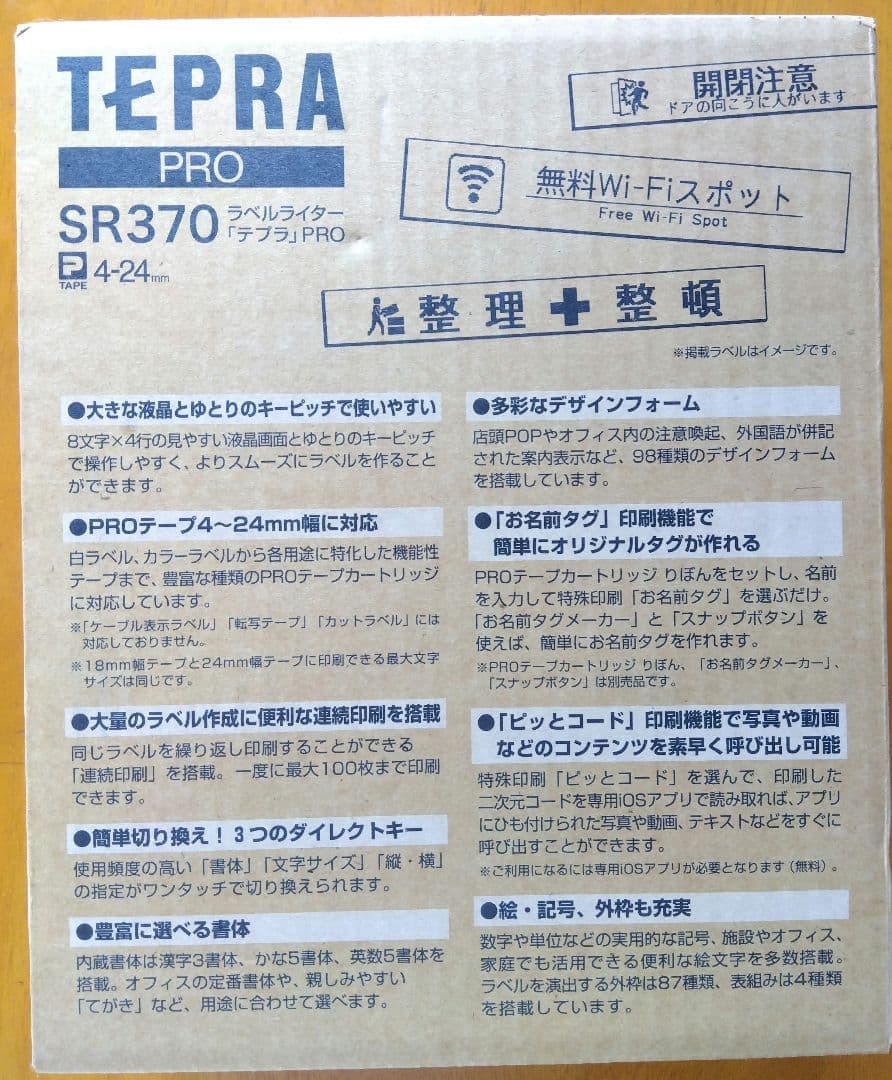 TEPRA
PRO
SR370
ラベルライター
「テプラ」PRO
P
TAPE
4-24mm
開閉注意
ドアの向こうに人がいます
無料Wi-Fiスポット
Free Wi-Fi Spot
整理＋整頓
※掲載ラベルはイメージです。
●大きな液晶とゆとりのキーピッチで使いやすい
8文字×4行の見やすい液晶画面とゆとりのキーピッチ
で操作しやすく、よりスムーズにラベルを作ること
ができます。
●PROテープ4～24mm幅に対応
白ラベル、カラーラベルから各用途に特化した機能性
テープまで、豊富な種類のPROテープカートリッジ
に対応しています。
※「ケーブル表示ラベル」「転写テープ」「カットラベル」には
対応しておりません。
※18mm幅テープと24mm幅テープに印刷できる最大文字
サイズは同じです。
●大量のラベル作成に便利な連続印刷を搭載
同じラベルを繰り返し印刷することができる
「連続印刷」を搭載。一度に最大100枚まで印刷
できます。
●簡単切り換え！3つのダイレクトキー
使用頻度の高い「書体」「文字サイズ」「縦・横」
の指定がワンタッチで切り換えられます。
●豊富に選べる書体
内蔵書体は漢字3書体、かな5書体、英数5書体を
搭載。オフィスの定番書体や、親しみやすい
「てがき」など、用途に合わせて選べます。
●多彩なデザインフォーム
店頭POPやオフィス内の注意喚起、外国語が併記
された案内表示など、98種類のデザインフォーム
を搭載しています。
●「お名前タグ」印刷機能で
簡単にオリジナルタグが作れる
PROテープカートリッジ りぼんをセットし、名前
を入力して特殊印刷「お名前タグ」を選ぶだけ。
「お名前タグメーカー」と「スナップボタン」を
使えば、簡単にお名前タグを作れます。
※PROテープカートリッジ りぼん、「お名前タグメーカー」、
「スナップボタン」は別売品です。
●「ピッとコード」印刷機能で写真や動画
などのコンテンツを素早く呼び出し可能
特殊印刷「ピッとコード」を選んで、印刷した
二次元コードを専用iOSアプリで読み取れば、アプリ
にひも付けられた写真や動画、テキストなどをすぐに
呼び出すことができます。
※ご利用になるには専用iOSアプリが必要となります（無料）。
●絵・記号、外枠も充実
数字や単位などの実用的な記号、施設やオフィス、
家庭でも活用できる便利な絵文字を多数搭載。
ラベルを演出する外枠は87種類、表組みは4種類
を搭載しています。